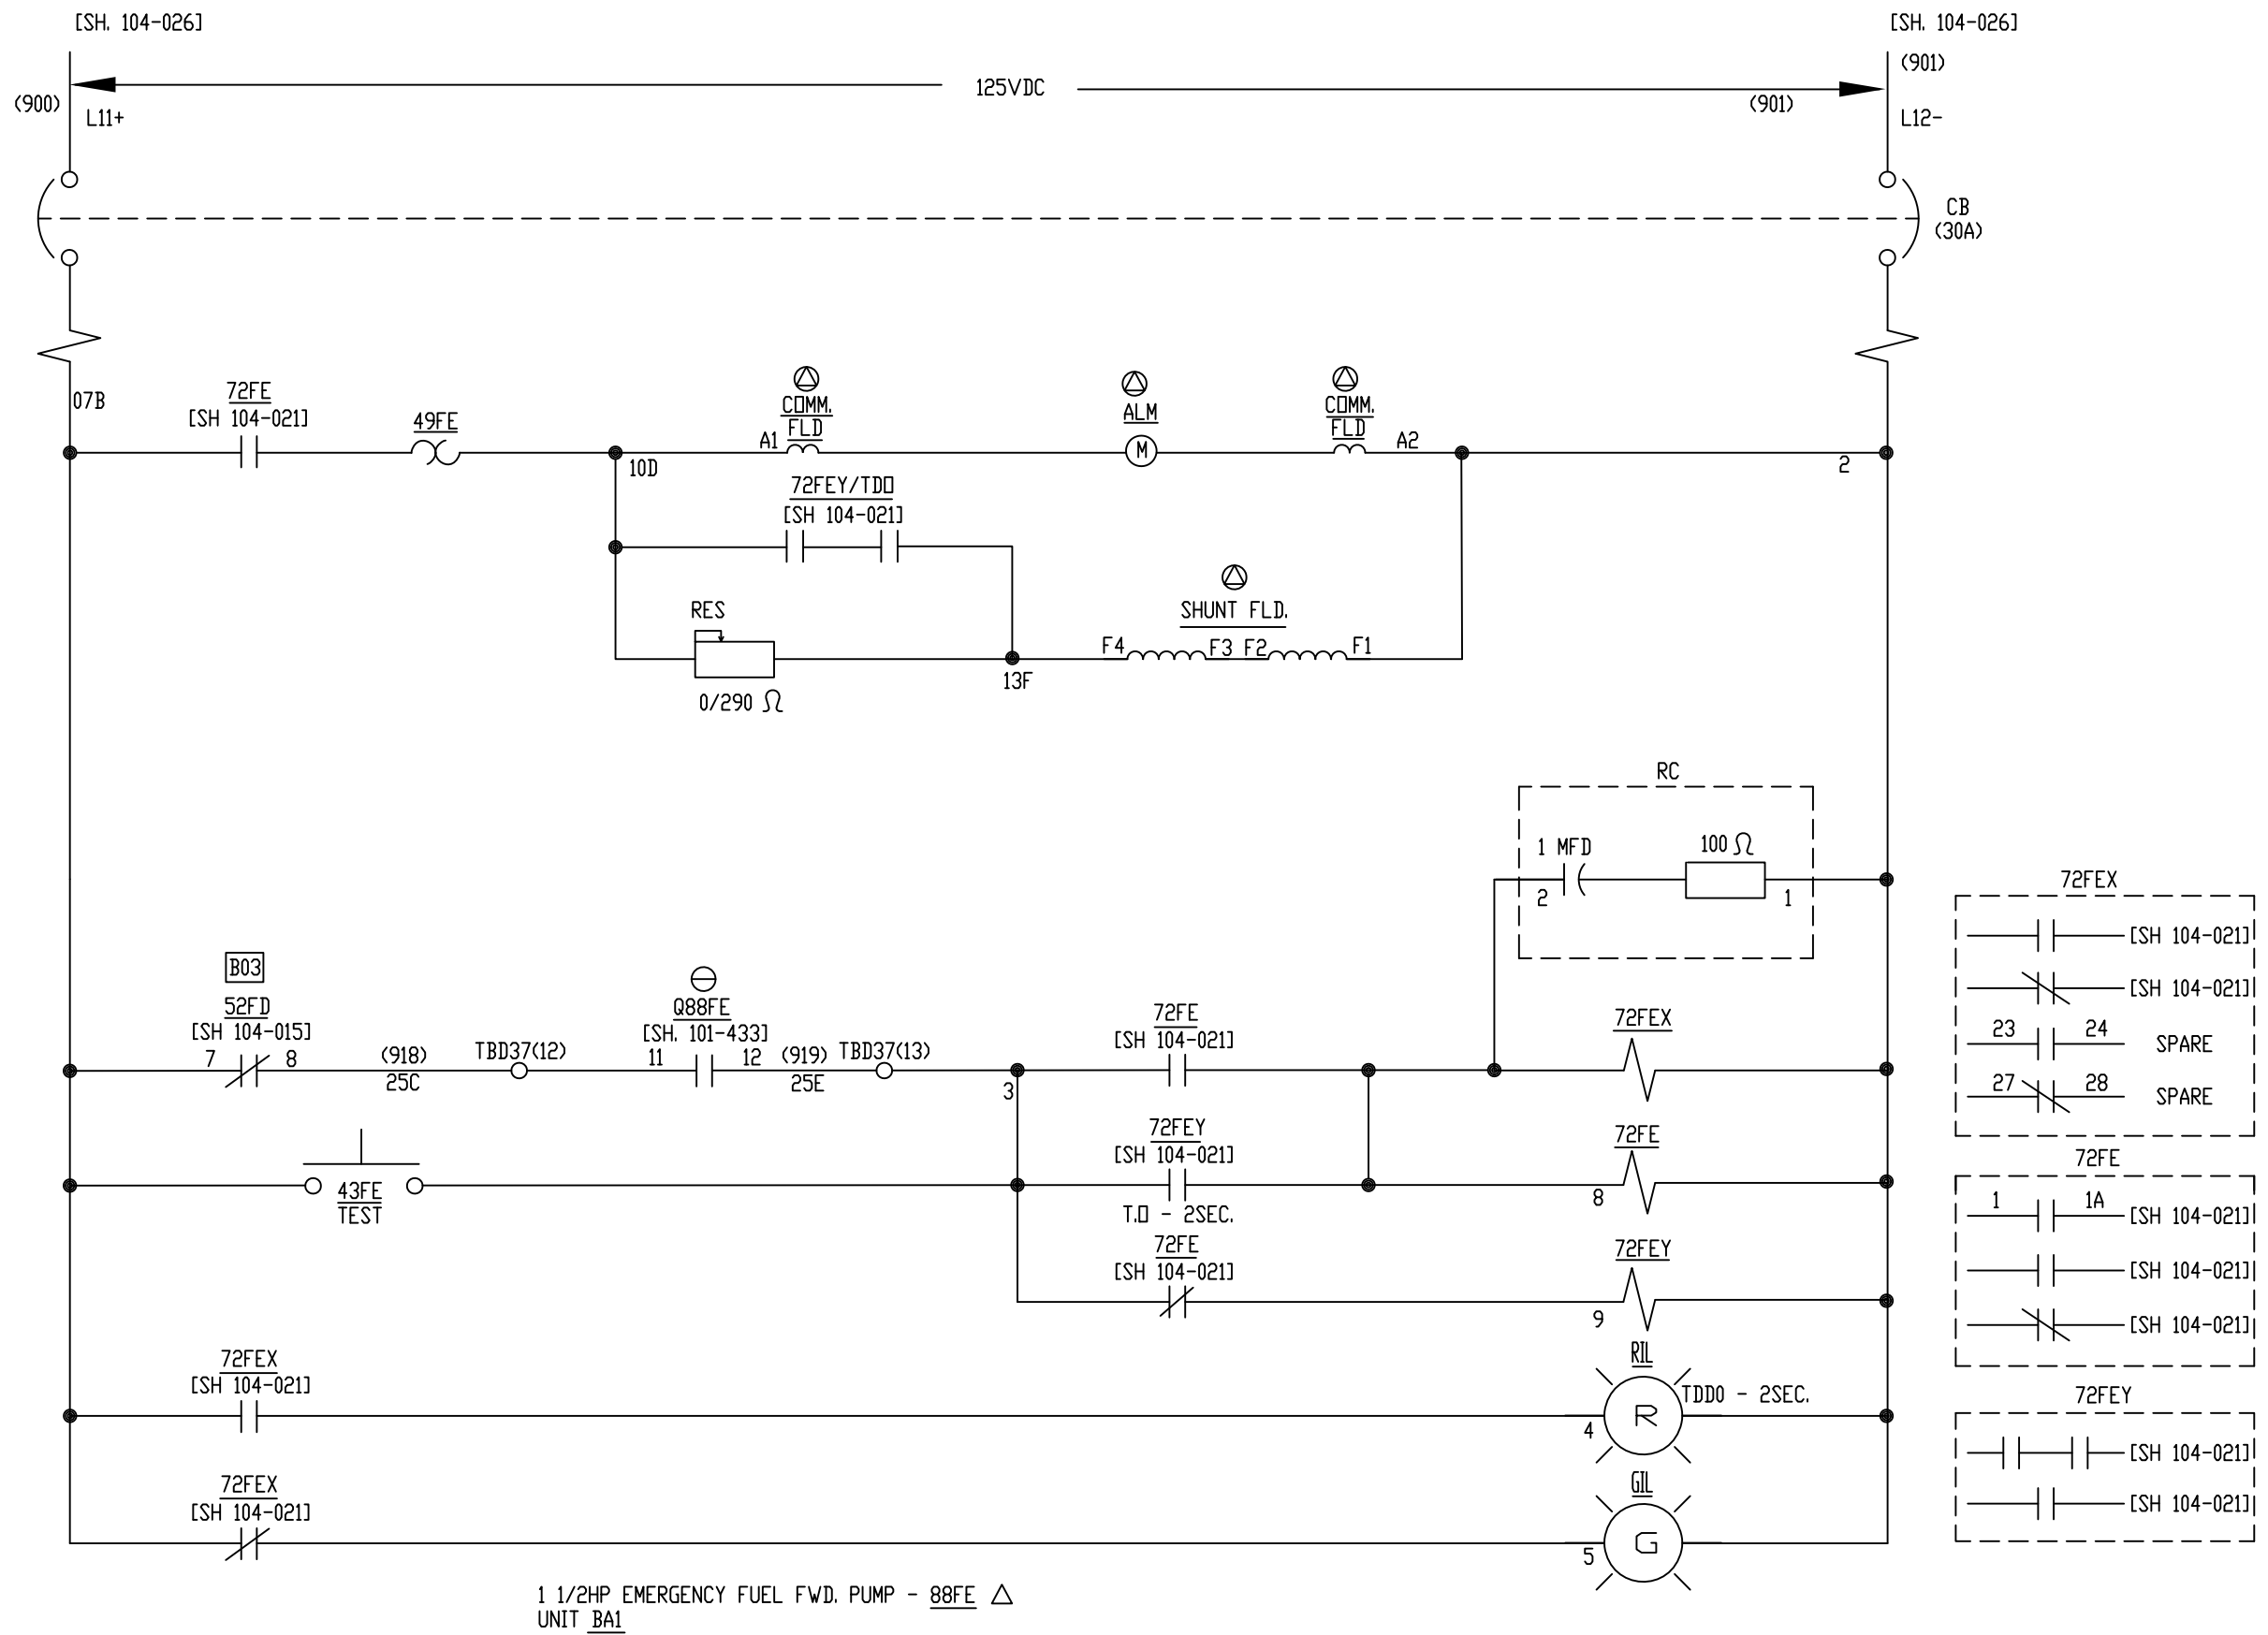 [SH. 104-026]
[SH. 104-026]
(901)
125VDC
(900)
(901)
L11+
L12-
CB
(30A)
07B
72FE
[SH 104-021]
49FE
COMM.
FLD
ALM
COMM.
FLD
A1
M
A2
10D
2
72FEY/TDO
[SH 104-021]
RES
SHUNT FLD.
F4
F3
F2
F1
13F
0/290 Ω
RC
1 MFD
100 Ω
2
1
72FEX
[SH 104-021]
[SH 104-021]
23
24
SPARE
27
28
SPARE
B03
52FD
[SH 104-015]
7
8
(918)
25C
TBD37(12)
Q88FE
[SH. 101-433]
11
12
(919)
25E
TBD37(13)
3
72FE
[SH 104-021]
72FEX
43FE
TEST
72FEY
[SH 104-021]
T.O - 2SEC.
72FE
8
72FE
[SH 104-021]
72FEY
9
72FE
1
1A
[SH 104-021]
[SH 104-021]
[SH 104-021]
72FEX
[SH 104-021]
RIL
R
TDDO - 2SEC.
4
72FEY
[SH 104-021]
[SH 104-021]
72FEX
[SH 104-021]
GIL
G
5
1 1/2HP EMERGENCY FUEL FWD. PUMP - 88FE
UNIT BA1